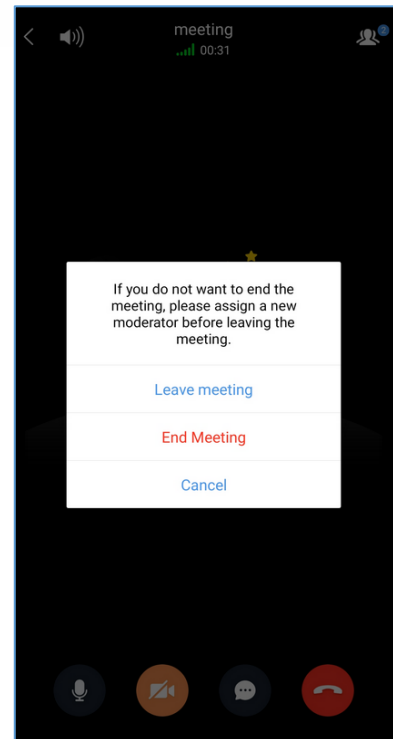 meeting
2
00:31
If you do not want to end the
meeting, please assign a new
moderator before leaving the
meeting.
Leave meeting
End Meeting
Cancel